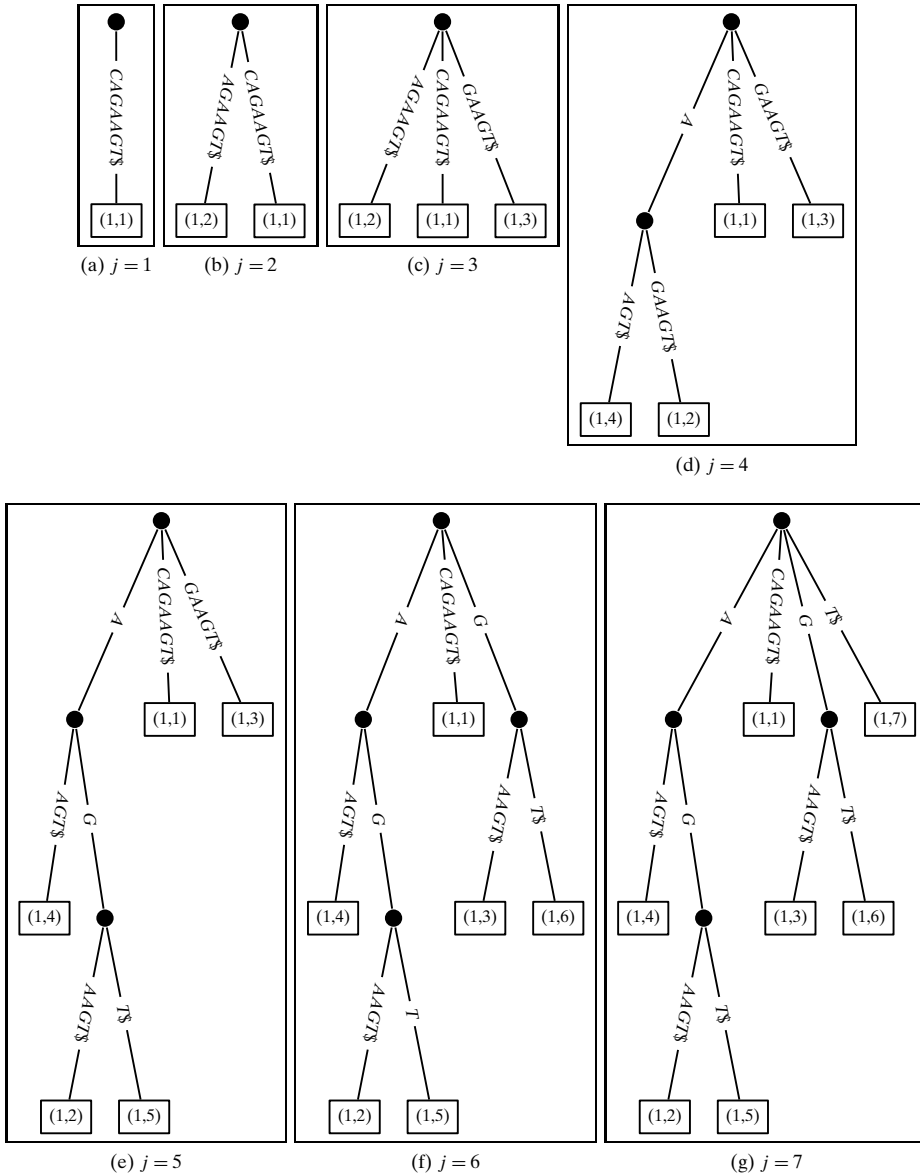 CAGAAGT$
(1,1)
(a) j = 1
AGAAGT$
CAGAAGT$
(1,2)
(1,1)
(b) j = 2
AGAAGT$
CAGAAGT$
GAAGT$
(1,2)
(1,1)
(1,3)
(c) j = 3
A
CAGAAGT$
GAAGT$
(1,1)
(1,3)
AGT$
GAAGT$
(1,4)
(1,2)
(d) j = 4
A
CAGAAGT$
GAAGT$
(1,1)
(1,3)
AGT$
G
(1,4)
AAGT$
T$
(1,2)
(1,5)
(e) j = 5
A
CAGAAGT$
G
(1,1)
AGT$
G
AAGT$
T$
(1,4)
(1,3)
(1,6)
AAGT$
T
(1,2)
(1,5)
(f) j = 6
A
CAGAAGT$
G
T$
(1,1)
(1,7)
AGT$
G
AAGT$
T$
(1,4)
(1,3)
(1,6)
AAGT$
T$
(1,2)
(1,5)
(g) j = 7